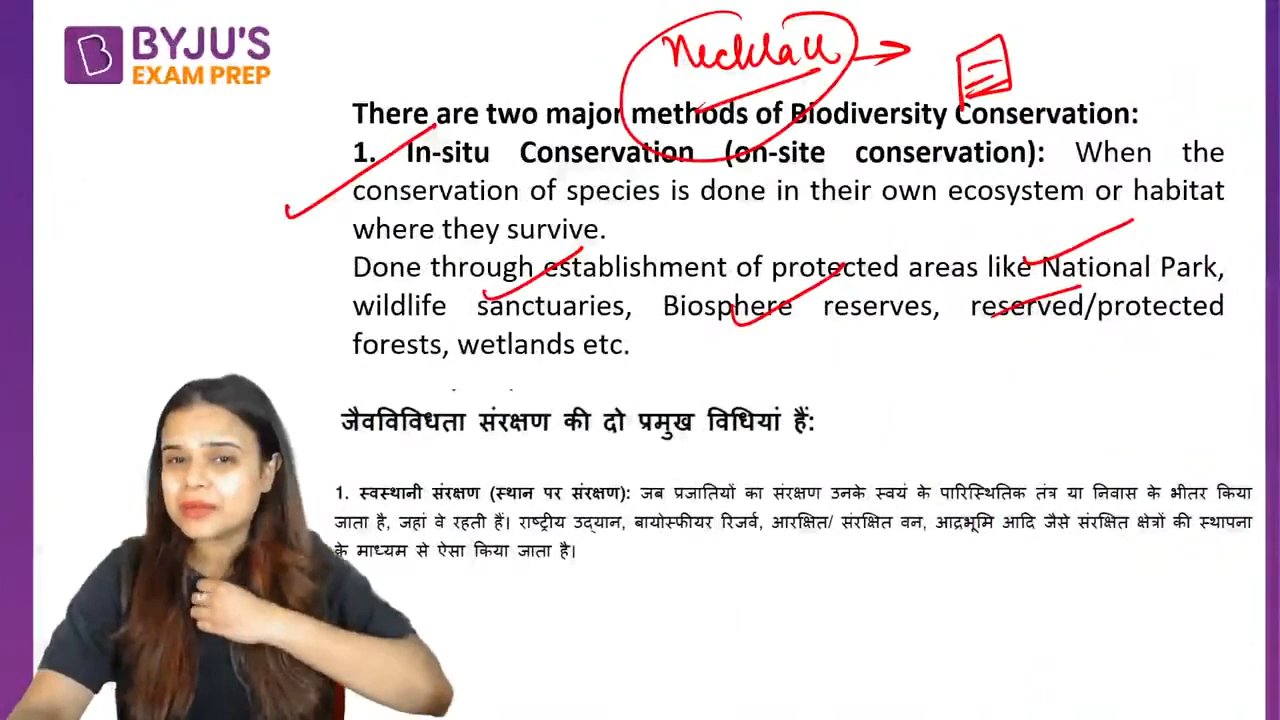 BYJU'S
EXAM PREP
Necklace
There are two major methods of Biodiversity Conservation:
1. In-situ Conservation (on-site conservation): When the
conservation of species is done in their own ecosystem or habitat
where they survive.
Done through establishment of protected areas like National Park,
wildlife sanctuaries, Biosphere reserves, reserved/protected
forests, wetlands etc.
जैवविविधता संरक्षण की दो प्रमुख विधियां हैं:
1. स्वस्थानी संरक्षण (स्थान पर संरक्षण): जब प्रजातियों का संरक्षण उनके स्वयं के पारिस्थितिक तंत्र या निवास के भीतर किया
जाता है, जहां वे रहती हैं। राष्ट्रीय उद्यान, बायोस्फीयर रिजर्व, आरक्षित/ संरक्षित वन, आद्रभूमि आदि जैसे संरक्षित क्षेत्रों की स्थापना
के माध्यम से ऐसा किया जाता है।